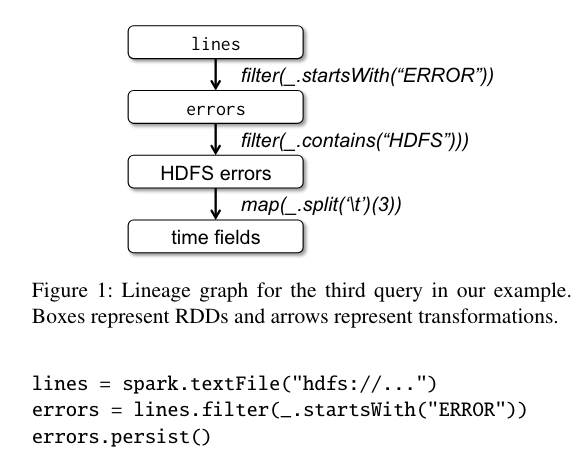 lines
filter(_.startsWith(“ERROR”))
errors
filter(_.contains(“HDFS”)))
HDFS errors
map(_.split(‘\t’)(3))
time fields
Figure 1: Lineage graph for the third query in our example.
Boxes represent RDDs and arrows represent transformations.
lines = spark.textFile("hdfs://...")
errors = lines.filter(_.startsWith("ERROR"))
errors.persist()